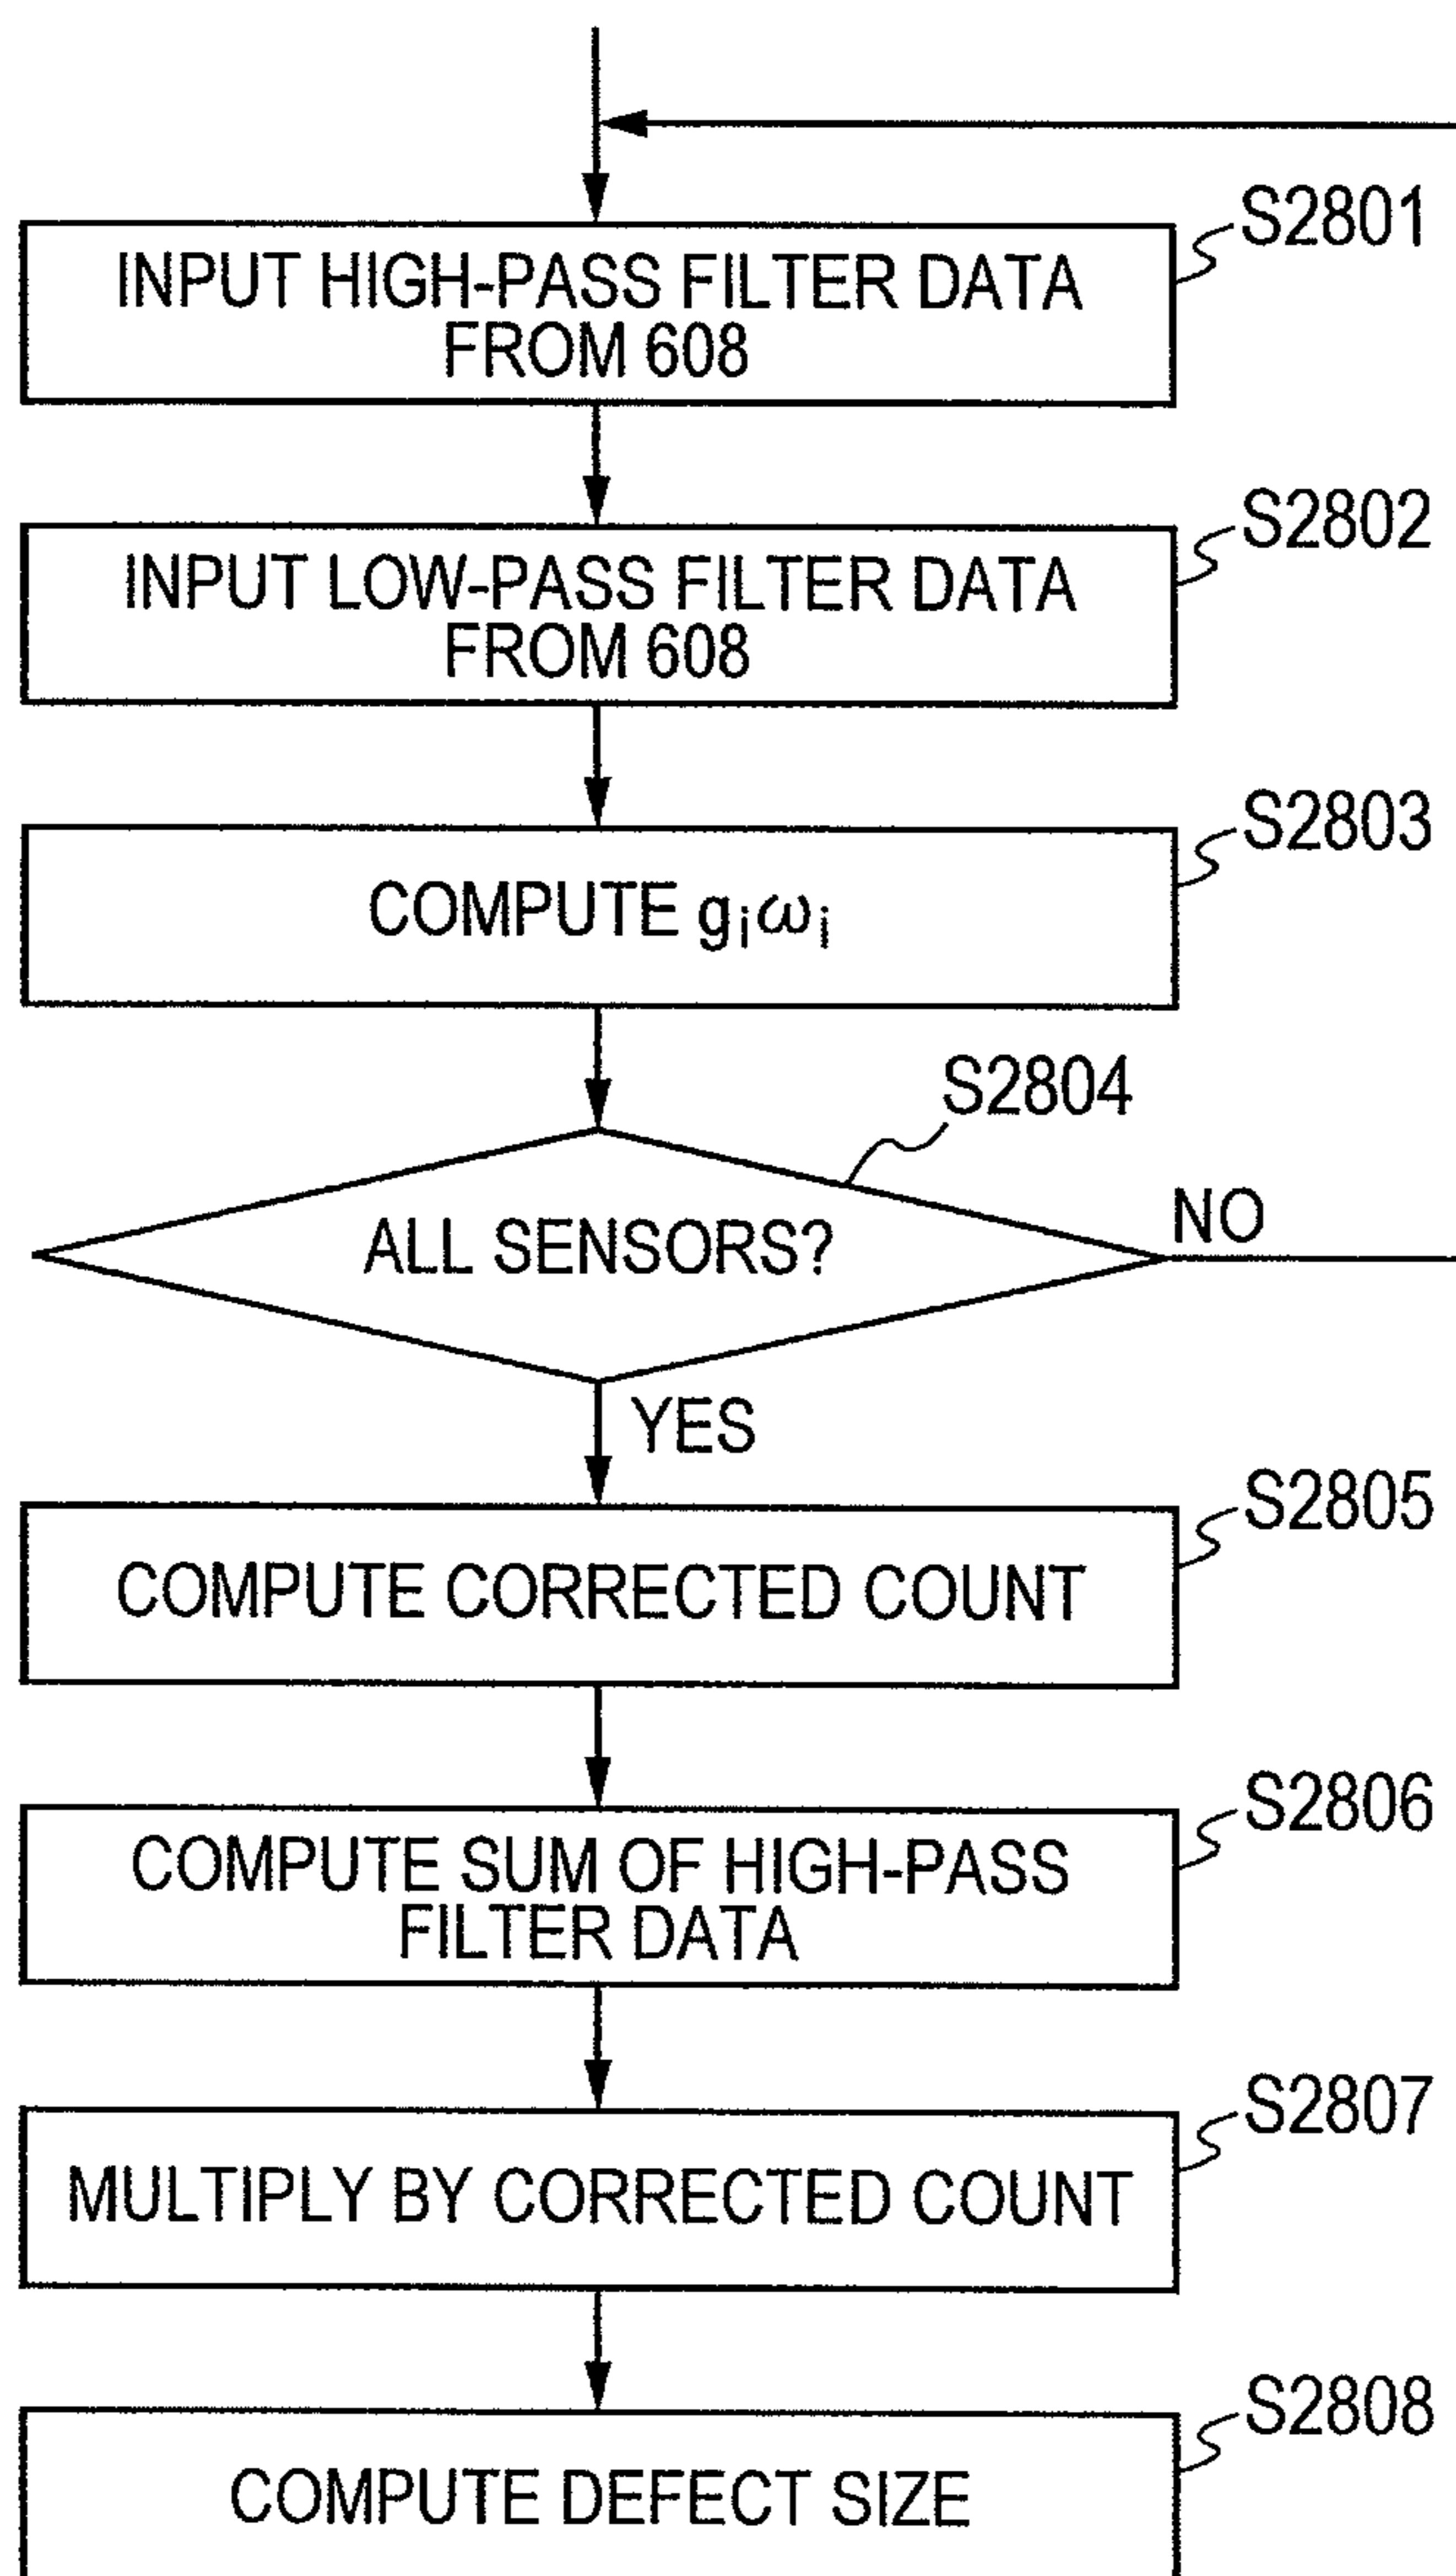 S2801
INPUT HIGH-PASS FILTER DATA
FROM 608
S2802
INPUT LOW-PASS FILTER DATA
FROM 608
S2803
COMPUTE gᵢωᵢ
S2804
ALL SENSORS?
NO
YES
S2805
COMPUTE CORRECTED COUNT
S2806
COMPUTE SUM OF HIGH-PASS
FILTER DATA
S2807
MULTIPLY BY CORRECTED COUNT
S2808
COMPUTE DEFECT SIZE